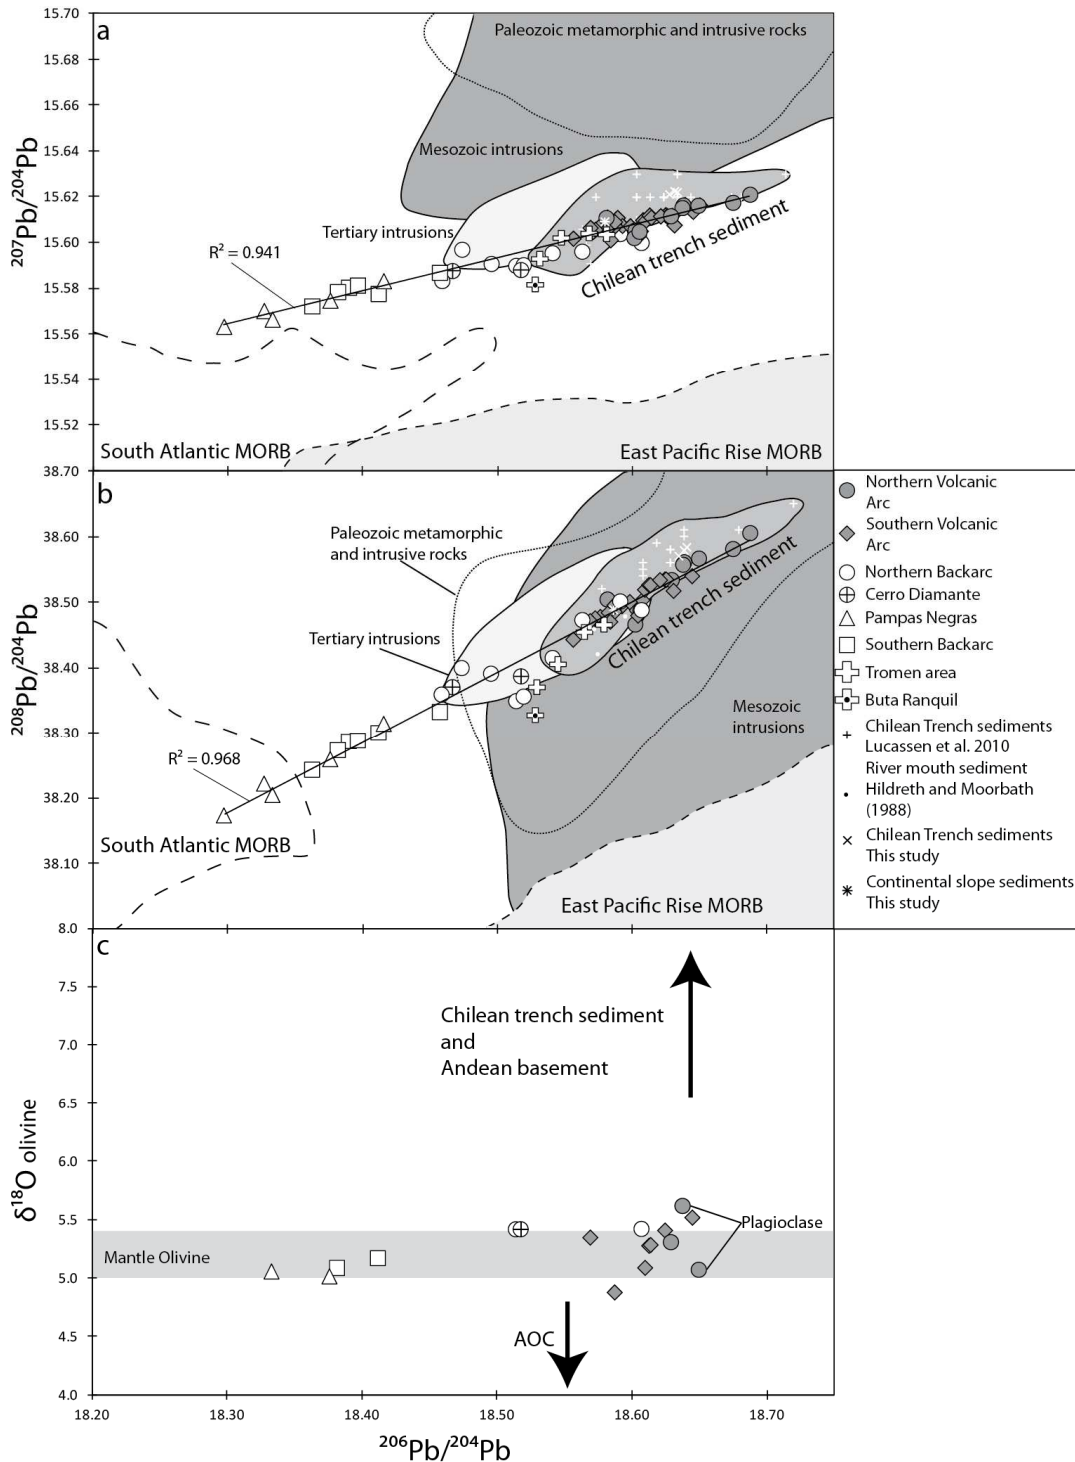 15.70
a
Paleozoic metamorphic and intrusive rocks
15.68
15.66
15.64
Mesozoic intrusions
15.62
Tertiary intrusions
15.60
R² = 0.941
Chilean trench sediment
15.58
15.56
15.54
15.52
South Atlantic MORB
East Pacific Rise MORB
²⁰⁷Pb/²⁰⁴Pb
38.70
b
Paleozoic metamorphic
and intrusive rocks
38.60
38.50
Tertiary intrusions
Chilean trench sediment
38.40
Mesozoic
intrusions
38.30
R² = 0.968
38.20
South Atlantic MORB
38.10
East Pacific Rise MORB
8.0
²⁰⁸Pb/²⁰⁴Pb
Northern Volcanic
Arc
Southern Volcanic
Arc
Northern Backarc
Cerro Diamante
Pampas Negras
Southern Backarc
Tromen area
Buta Ranquil
Chilean Trench sediments
Lucassen et al. 2010
River mouth sediment
Hildreth and Moorbath
(1988)
Chilean Trench sediments
This study
Continental slope sediments
This study
c
7.5
Chilean trench sediment
and
Andean basement
7.0
6.5
6.0
5.5
Plagioclase
Mantle Olivine
5.0
AOC
4.5
4.0
δ¹⁸O olivine
18.20
18.30
18.40
18.50
18.60
18.70
²⁰⁶Pb/²⁰⁴Pb